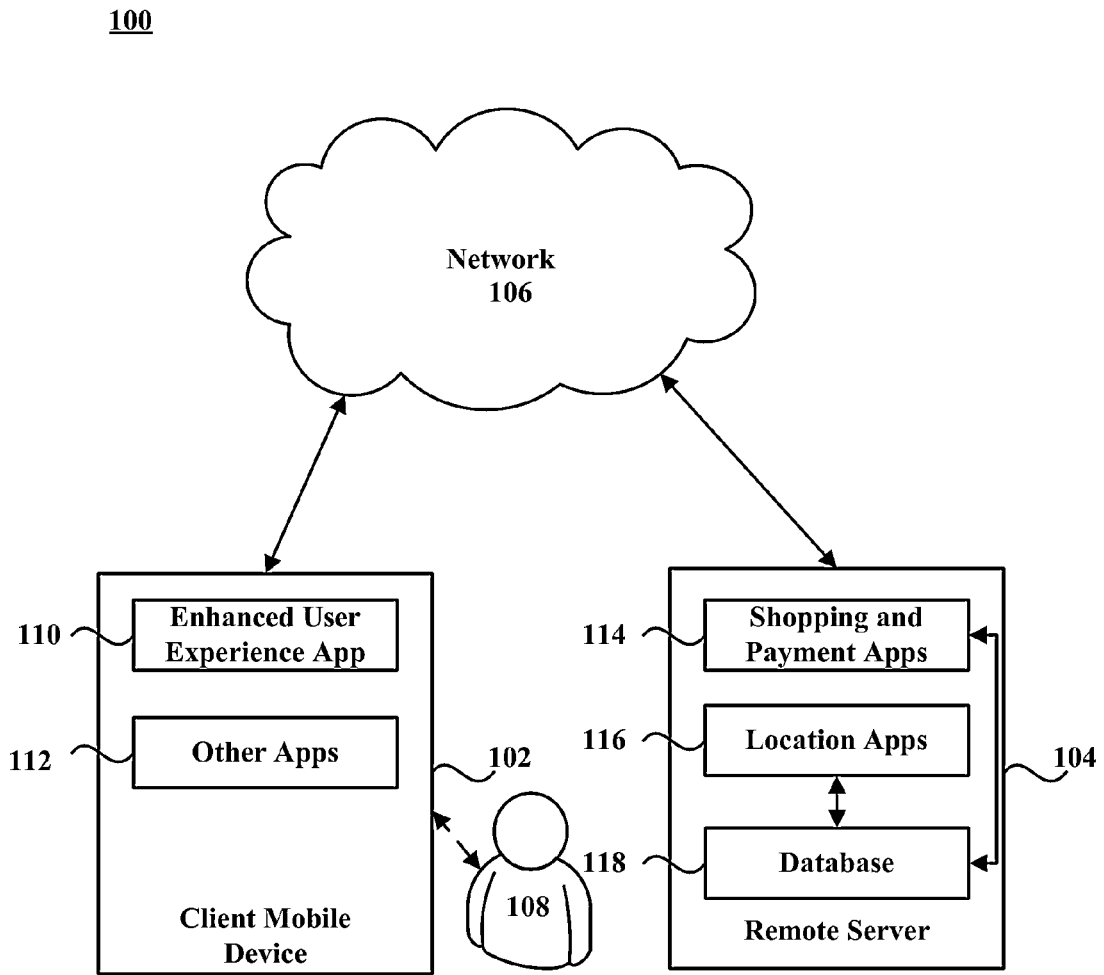 100
Network
106
110
Enhanced User
Experience App
112
Other Apps
102
108
Client Mobile
Device
114
Shopping and
Payment Apps
116
Location Apps
104
118
Database
Remote Server